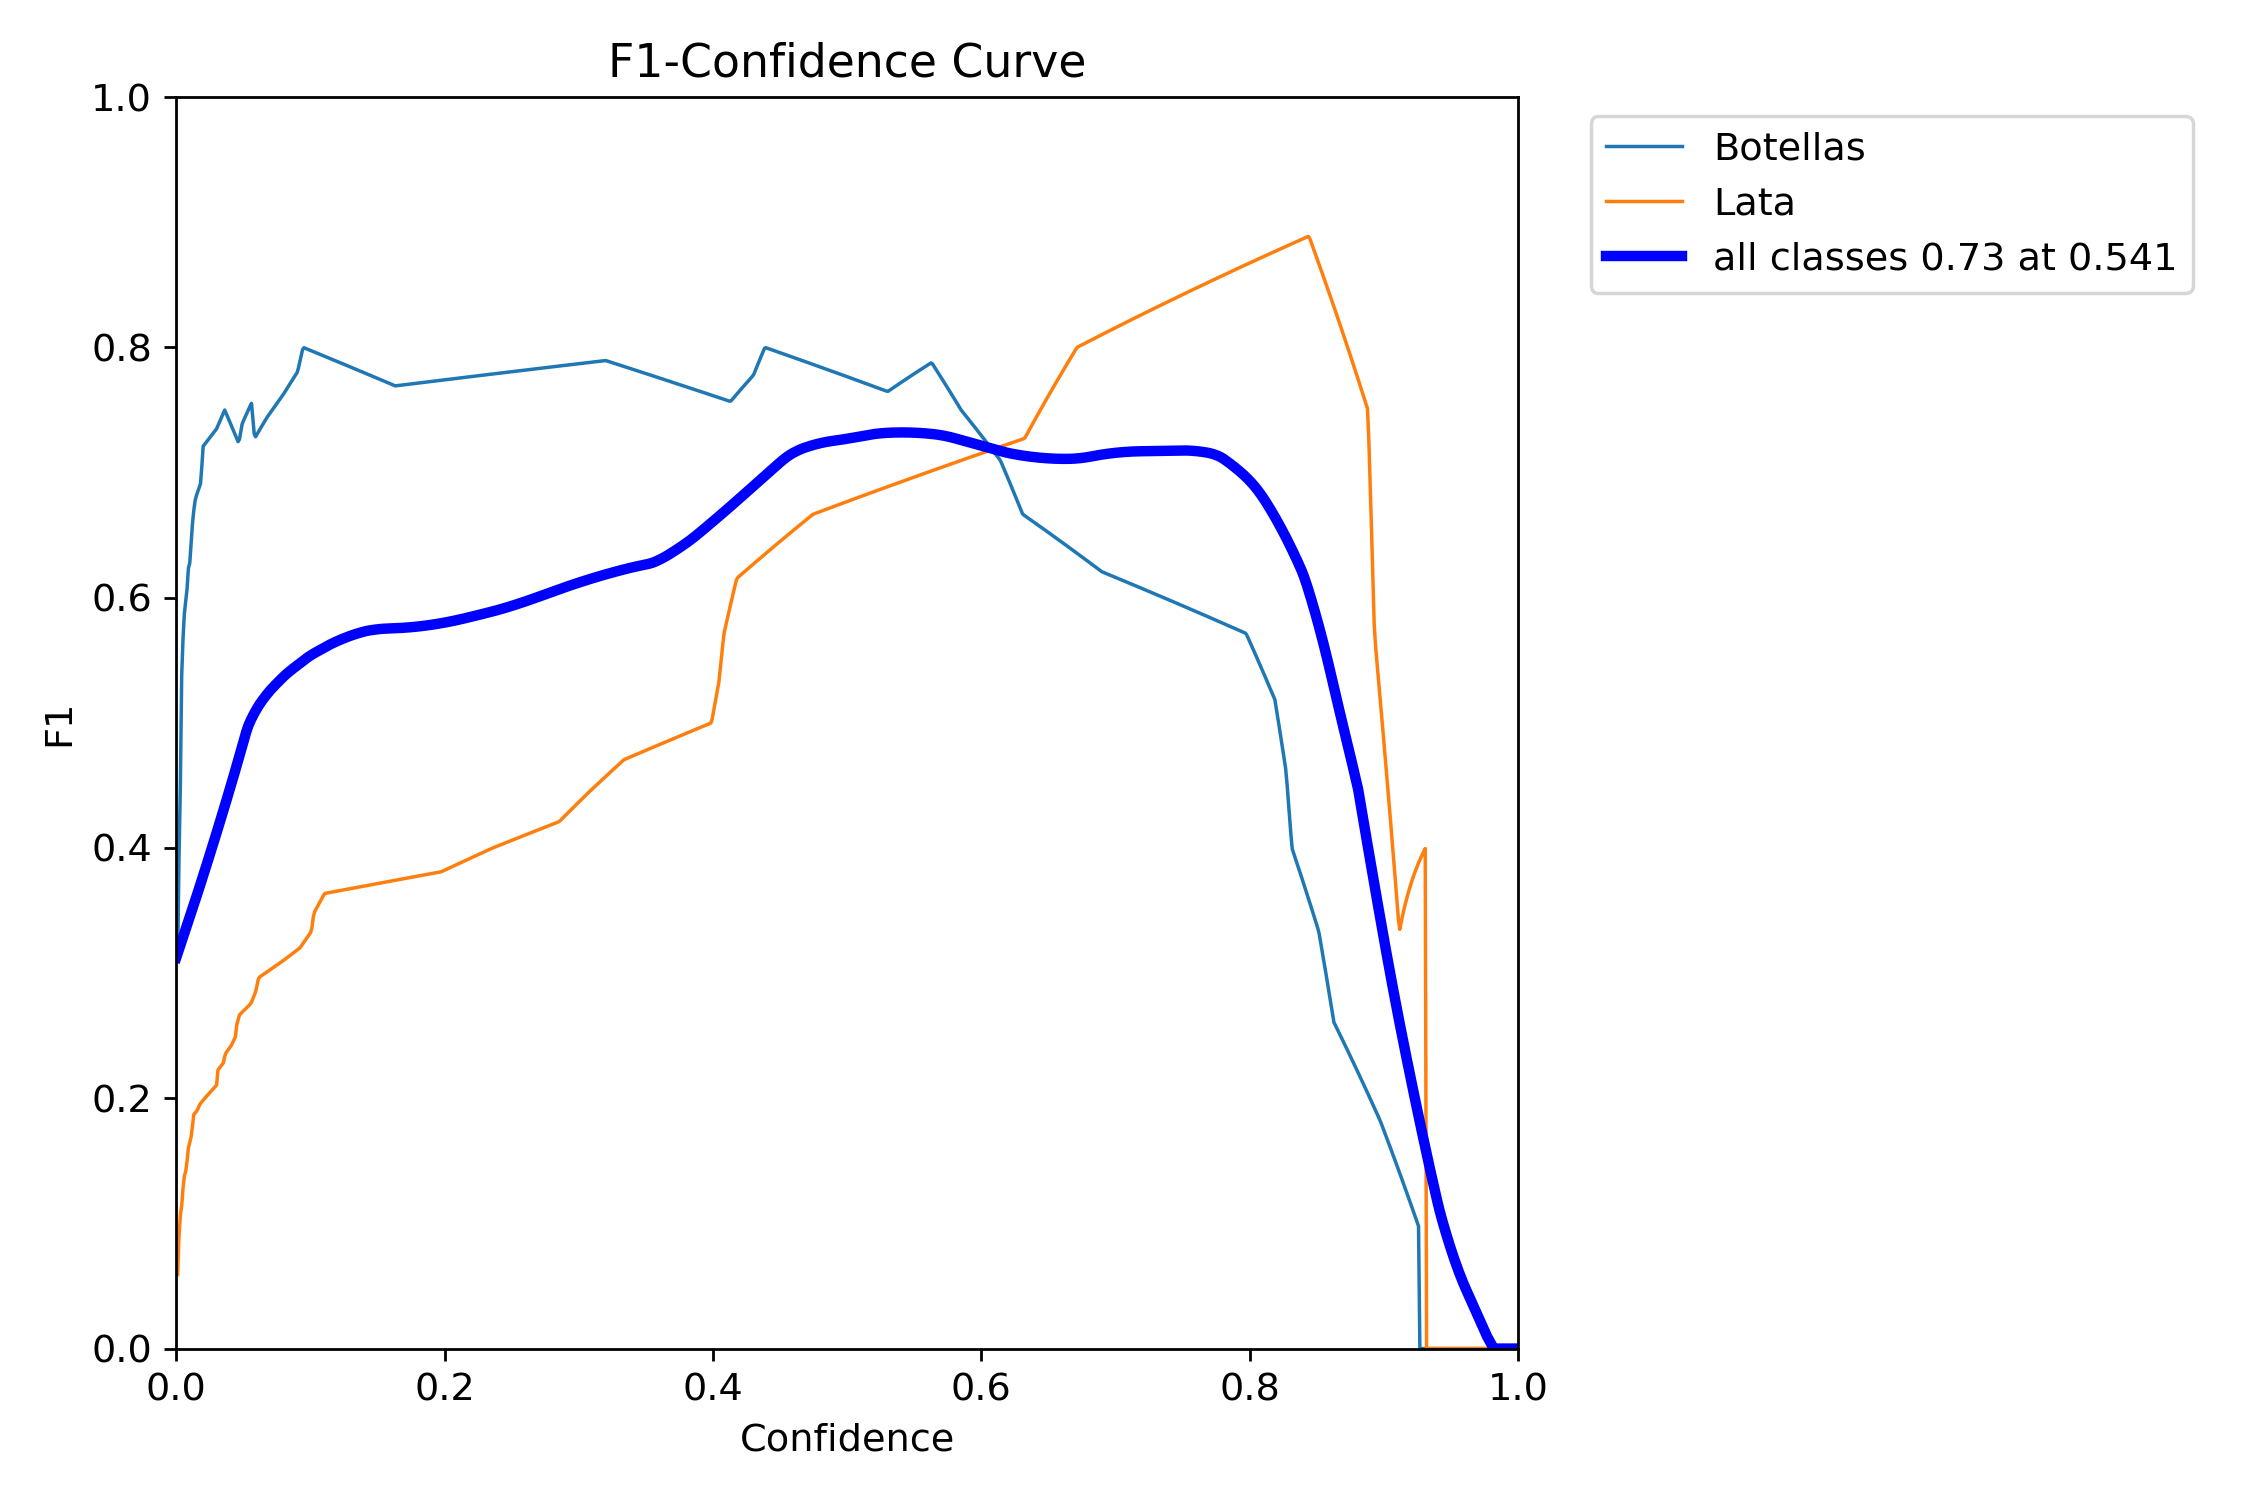 F1-Confidence Curve
1.0
0.8
0.6
0.4
0.2
0.0
F1
0.0 0.2 0.4 0.6 0.8 1.0
Confidence
Botellas
Lata
all classes 0.73 at 0.541